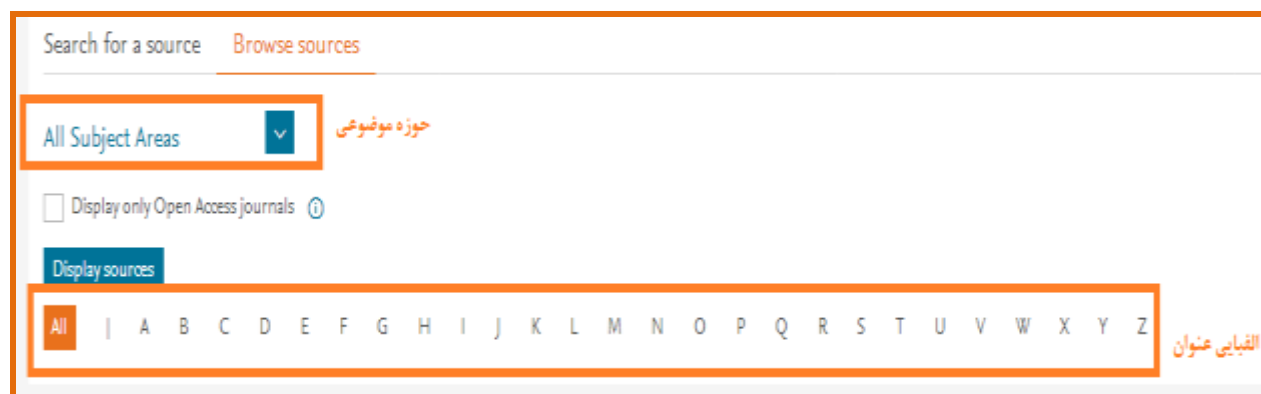 Search for a source Browse sources
All Subject Areas
حوزه موضوعی
Display only Open Access journals
Display sources
All | A B C D E F G H I J K L M N O P Q R S T U V W X Y Z
الفبایی عنوان